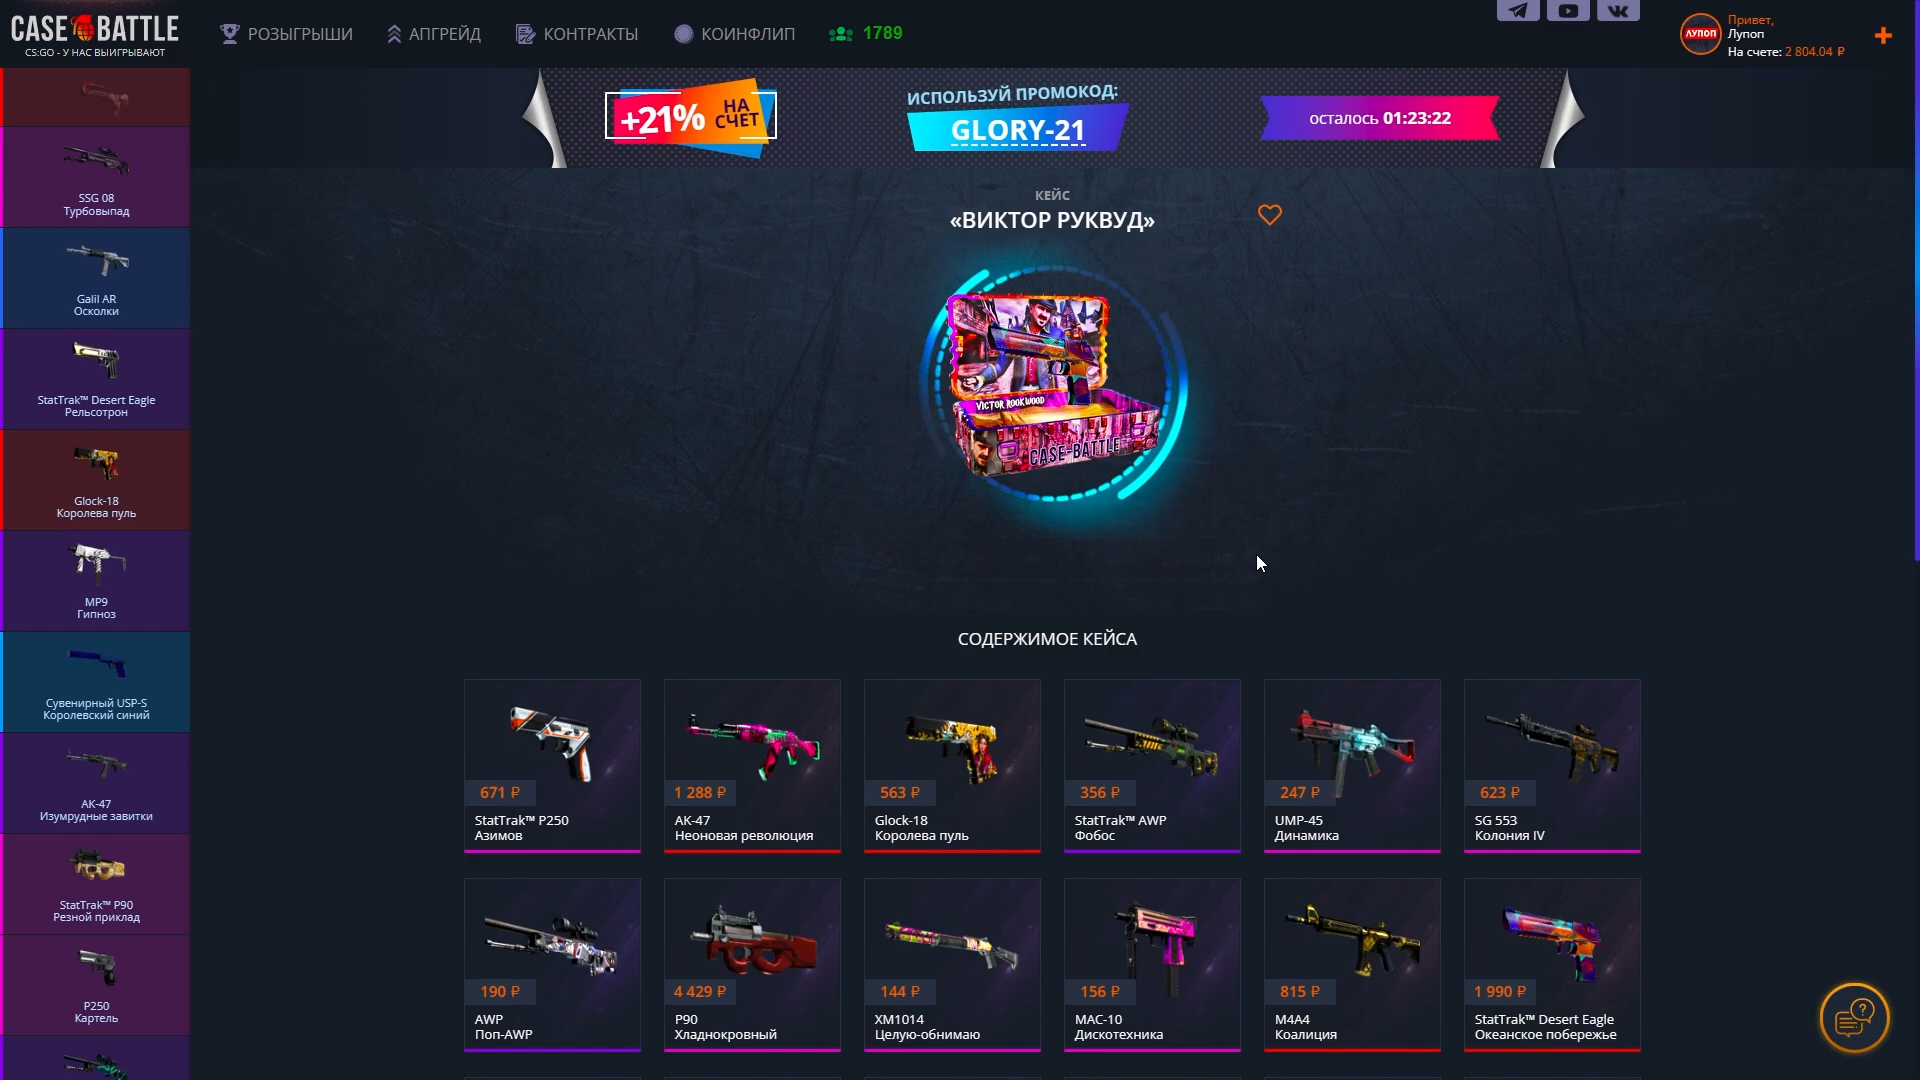 CASE BATTLE
CS:GO - У НАС ВЫИГРЫВАЮТ
РОЗЫГРЫШИ
АПГРЕЙД
КОНТРАКТЫ
КОИНФЛИП
1789
Привет,
Лупоп
На счете: 2 804.04 ₽
ЛУПОП
+
+21% НА СЧЕТ
ИСПОЛЬЗУЙ ПРОМОКОД:
GLORY-21
осталось 01:23:22
КЕЙС
«ВИКТОР РУКВУД»
VICTOR ROOKWOOD
CASE-BATTLE
SSG 08
Турбовыпад
Galil AR
Осколки
StatTrak™ Desert Eagle
Рельсотрон
Glock-18
Королева пуль
MP9
Гипноз
Сувенирный USP-S
Королевский синий
AK-47
Изумрудные завитки
StatTrak™ P90
Резной приклад
P250
Картель
СОДЕРЖИМОЕ КЕЙСА
671 ₽
StatTrak™ P250
Азимов
1 288 ₽
AK-47
Неоновая революция
563 ₽
Glock-18
Королева пуль
356 ₽
StatTrak™ AWP
Фобос
247 ₽
UMP-45
Динамика
623 ₽
SG 553
Колония IV
190 ₽
AWP
Поп-AWP
4 429 ₽
P90
Хладнокровный
144 ₽
XM1014
Целую-обнимаю
156 ₽
MAC-10
Дискотехника
815 ₽
M4A4
Коалиция
1 990 ₽
StatTrak™ Desert Eagle
Океанское побережье